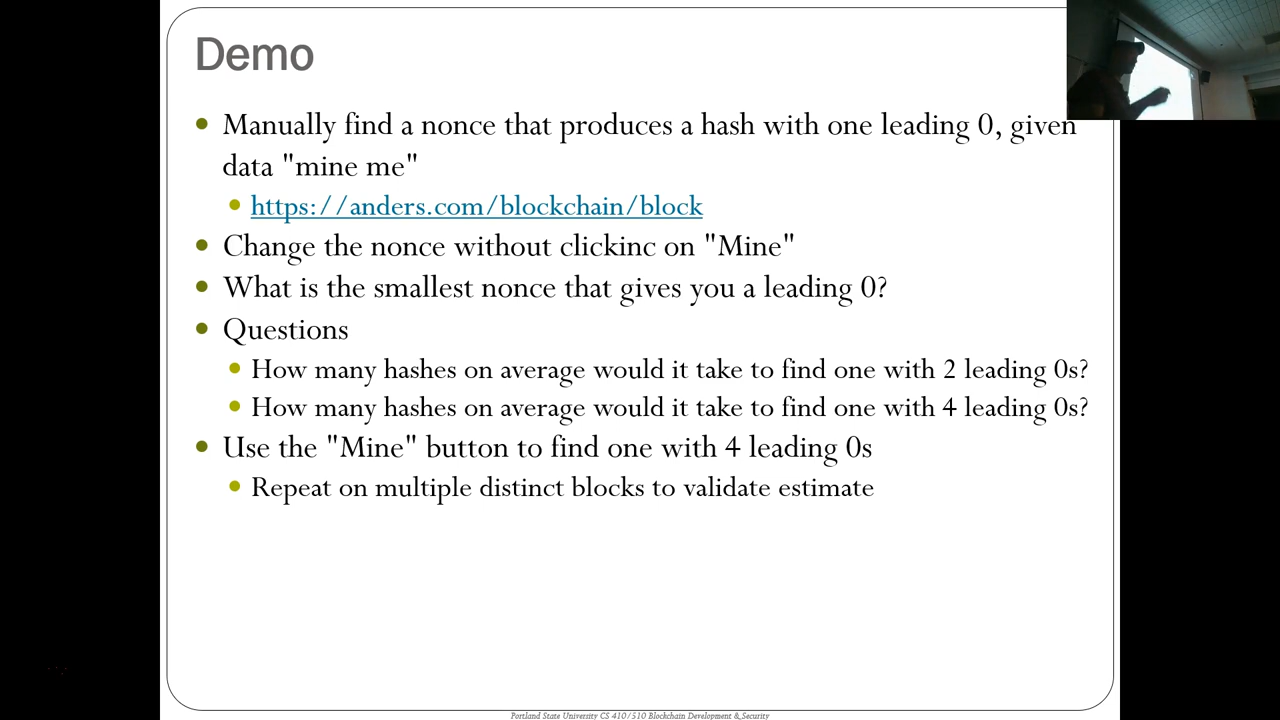 Demo
Manually find a nonce that produces a hash with one leading 0, given
data "mine me"
https://anders.com/blockchain/block
Change the nonce without clickinc on "Mine"
What is the smallest nonce that gives you a leading 0?
Questions
How many hashes on average would it take to find one with 2 leading 0s?
How many hashes on average would it take to find one with 4 leading 0s?
Use the "Mine" button to find one with 4 leading 0s
Repeat on multiple distinct blocks to validate estimate
Portland State University CS 410/510 Blockchain Development & Security